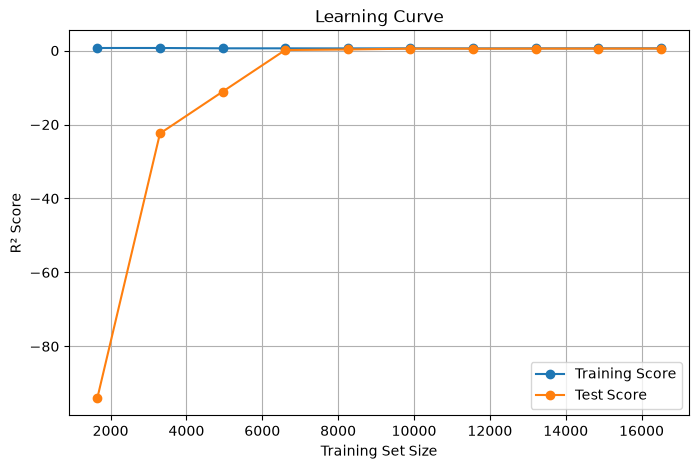 Learning Curve
R² Score
0
−20
−40
−60
−80
2000 4000 6000 8000 10000 12000 14000 16000
Training Set Size
Training Score
Test Score